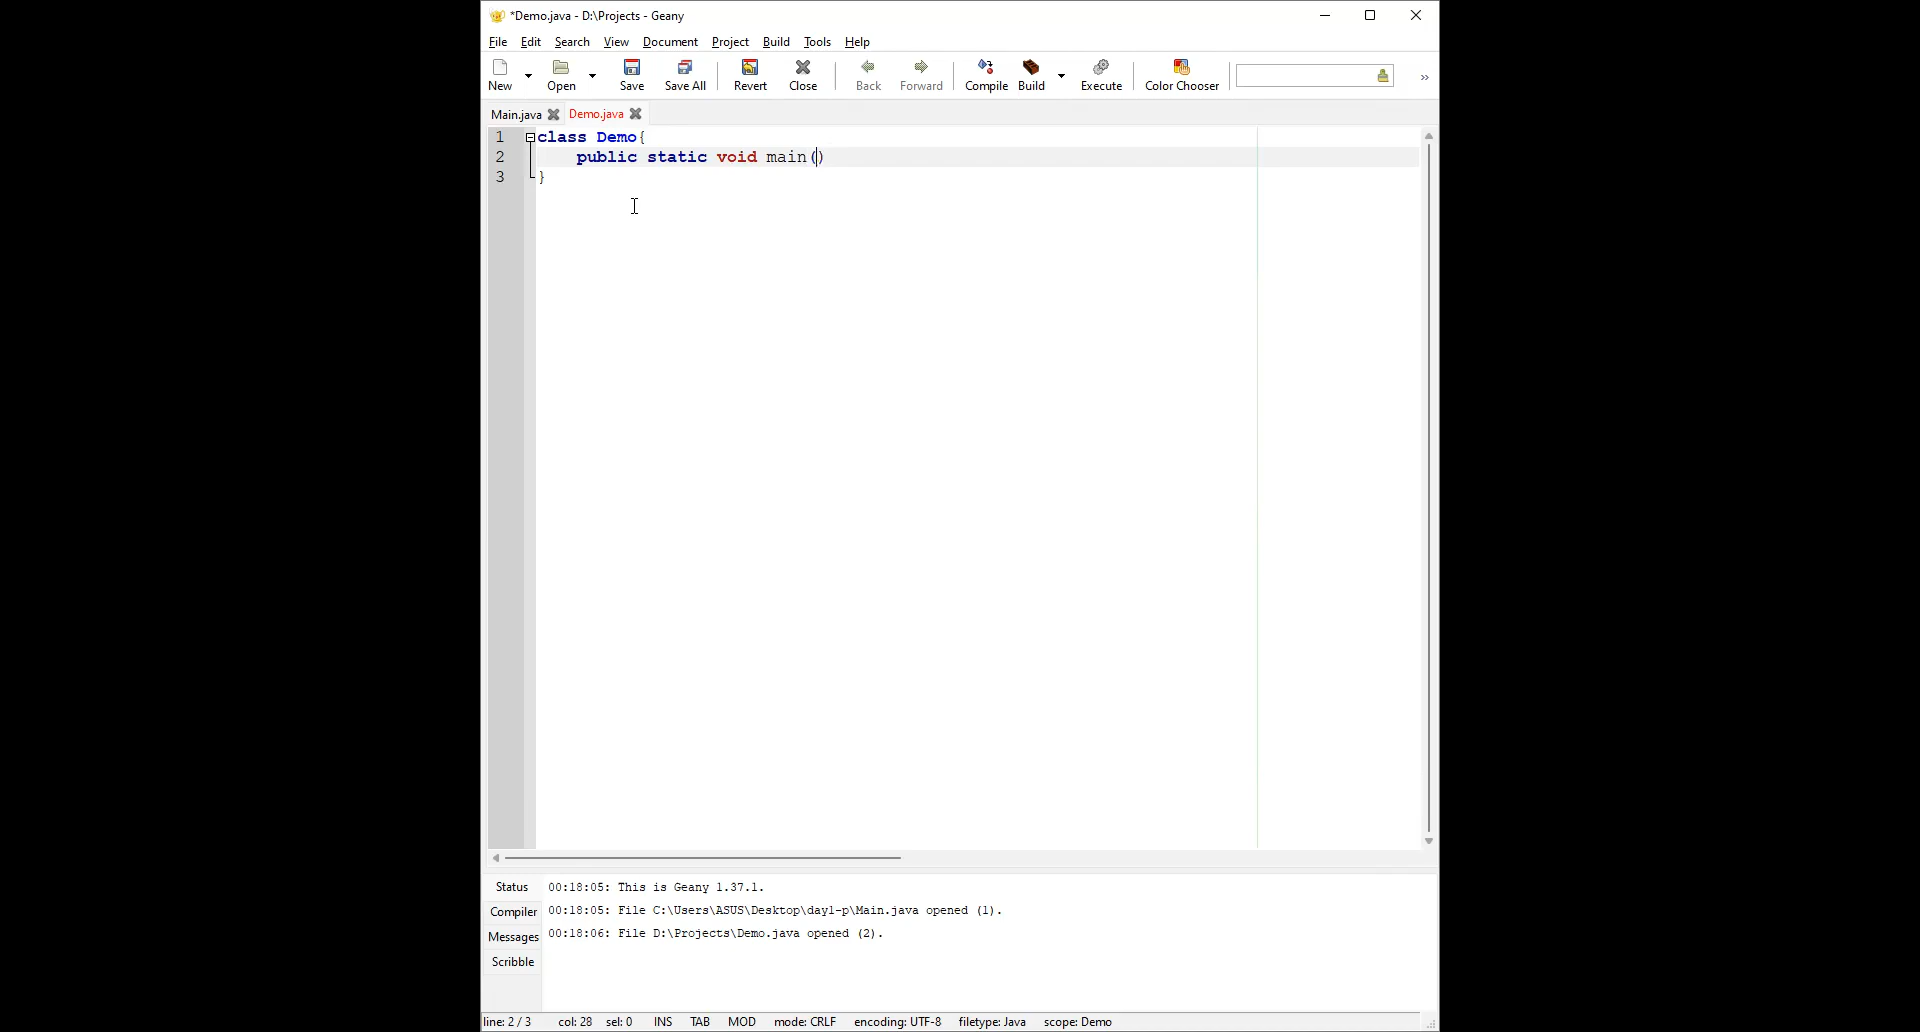 *Demo.java - D:\Projects - Geany
File Edit Search View Document Project Build Tools Help
New Open Save Save All Revert Close Back Forward Compile Build Execute Color Chooser »
Main.java Demo.java
1 class Demo{
2 public static void main()
3 }
Status 00:18:05: This is Geany 1.37.1.
Compiler 00:18:05: File C:\Users\ASUS\Desktop\day1-p\Main.java opened (1).
Messages 00:18:06: File D:\Projects\Demo.java opened (2).
Scribble
line: 2 / 3 col: 28 sel: 0 INS TAB MOD mode: CRLF encoding: UTF-8 filetype: Java scope: Demo